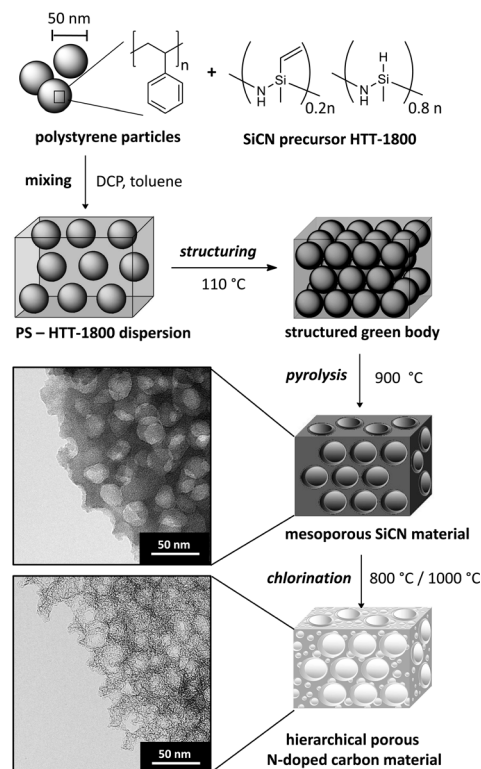 50 nm
n
+
N
H
Si
0.2n
N
H
Si
H
0.8 n
polystyrene particles
SiCN precursor HTT-1800
mixing
DCP, toluene
structuring
110 °C
PS – HTT-1800 dispersion
structured green body
pyrolysis
900 °C
50 nm
mesoporous SiCN material
chlorination
800 °C / 1000 °C
50 nm
hierarchical porous
N-doped carbon material